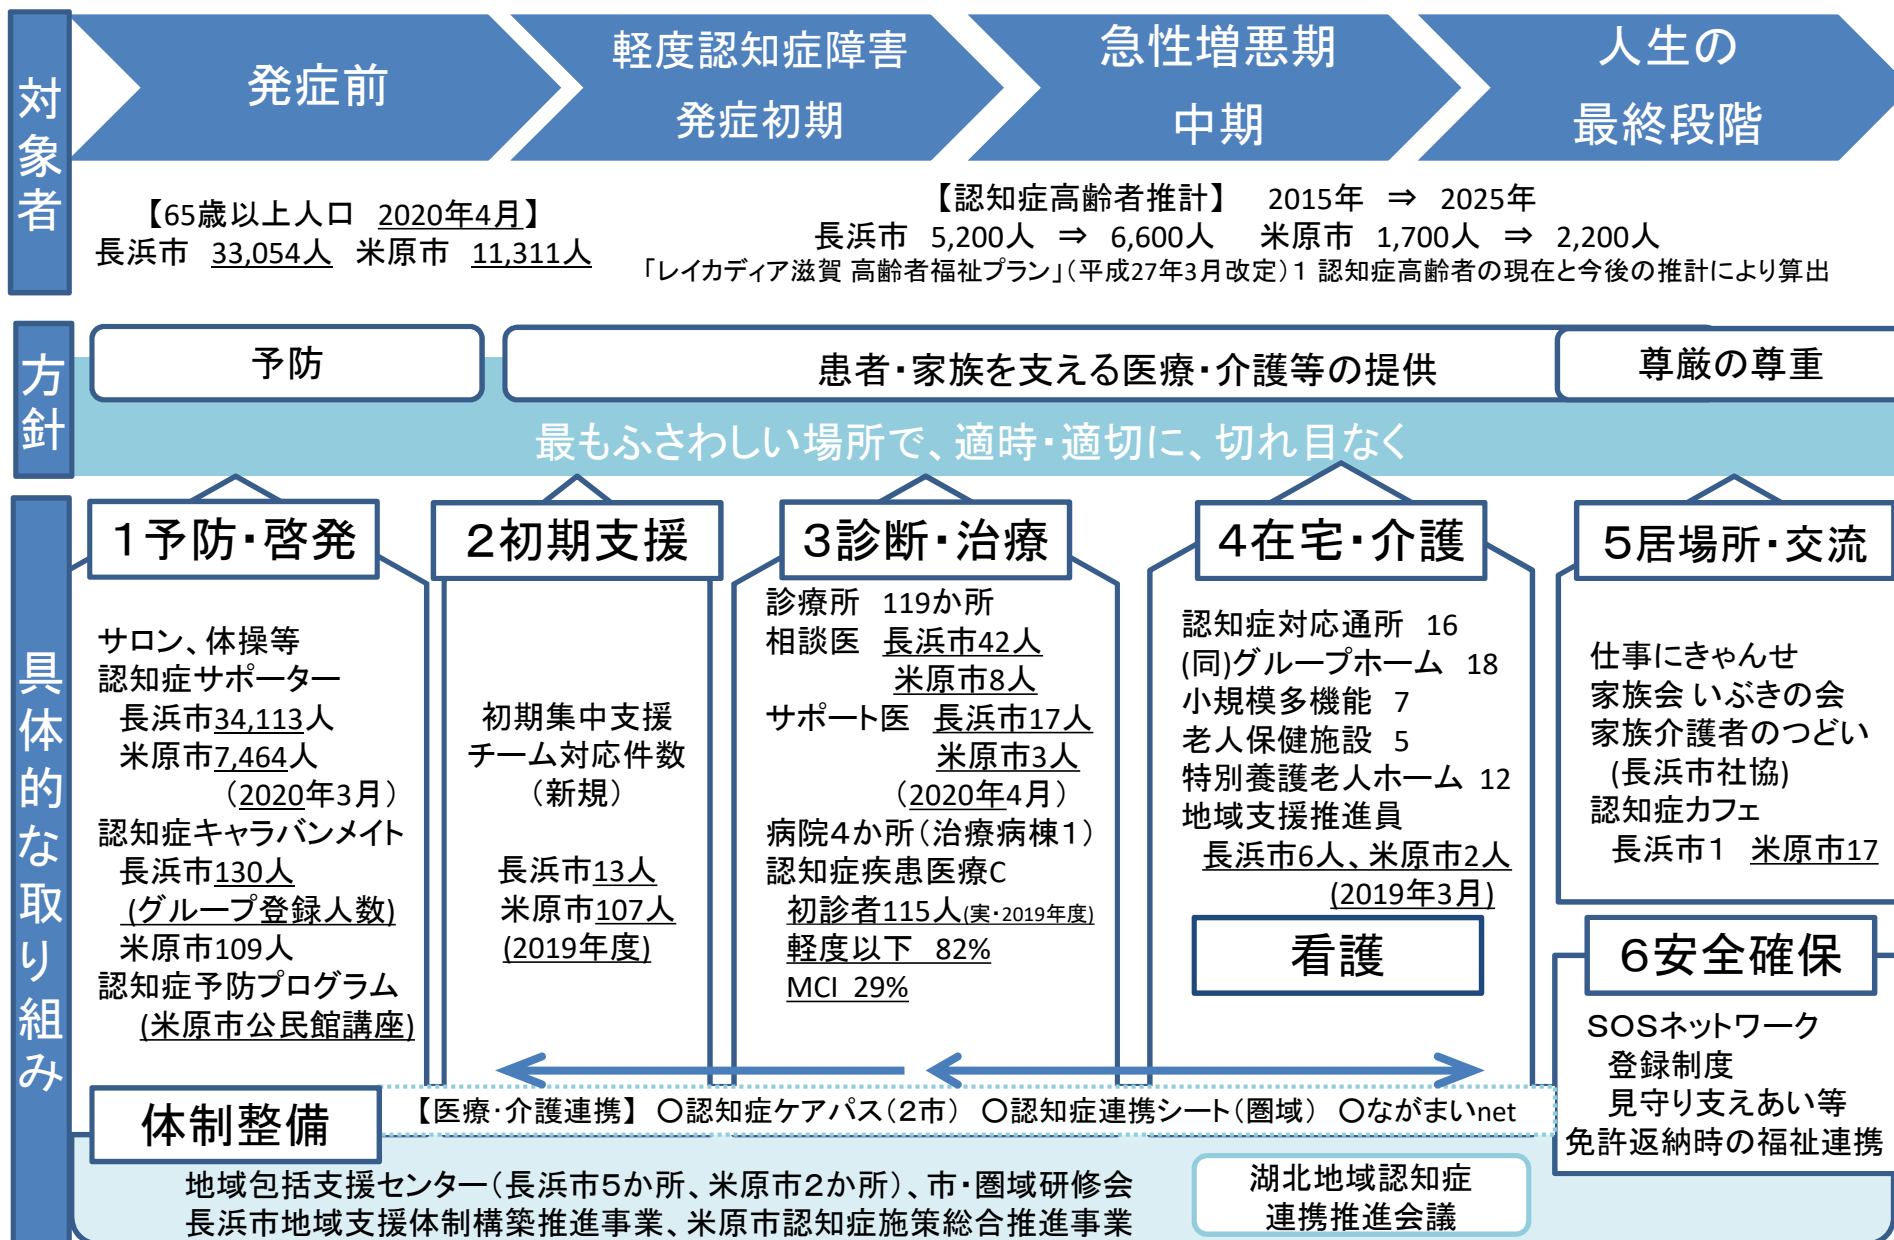 対象者
発症前
軽度認知症障害
発症初期
急性増悪期
中期
人生の
最終段階
【65歳以上人口 2020年4月】
長浜市 33,054人 米原市 11,311人
【認知症高齢者推計】 2015年 ⇒ 2025年
長浜市 5,200人 ⇒ 6,600人 米原市 1,700人 ⇒ 2,200人
「レイカディア滋賀 高齢者福祉プラン」（平成27年3月改定）1 認知症高齢者の現在と今後の推計により算出
方針
予防
患者・家族を支える医療・介護等の提供
尊厳の尊重
最もふさわしい場所で、適時・適切に、切れ目なく
具体的な取り組み
１予防・啓発
サロン、体操等
認知症サポーター
長浜市34,113人
米原市7,464人
（2020年3月）
認知症キャラバンメイト
長浜市130人
(グループ登録人数)
米原市109人
認知症予防プログラム
(米原市公民館講座)
２初期支援
初期集中支援
チーム対応件数
（新規）
長浜市13人
米原市107人
(2019年度)
３診断・治療
診療所 119か所
相談医 長浜市42人
米原市8人
サポート医 長浜市17人
米原市3人
（2020年4月）
病院４か所（治療病棟１）
認知症疾患医療C
初診者115人(実・2019年度)
軽度以下 82%
MCI 29%
４在宅・介護
認知症対応通所 16
(同)グループホーム 18
小規模多機能 7
老人保健施設 5
特別養護老人ホーム 12
地域支援推進員
長浜市6人、米原市2人
(2019年3月)
看護
５居場所・交流
仕事にきゃんせ
家族会 いぶきの会
家族介護者のつどい
(長浜市社協)
認知症カフェ
長浜市１ 米原市17
６安全確保
ＳＯＳネットワーク
登録制度
見守り支えあい等
免許返納時の福祉連携
体制整備
【医療・介護連携】 〇認知症ケアパス（２市） 〇認知症連携シート（圏域） 〇ながまいnet
地域包括支援センター（長浜市５か所、米原市２か所）、市・圏域研修会
長浜市地域支援体制構築推進事業、米原市認知症施策総合推進事業
湖北地域認知症
連携推進会議